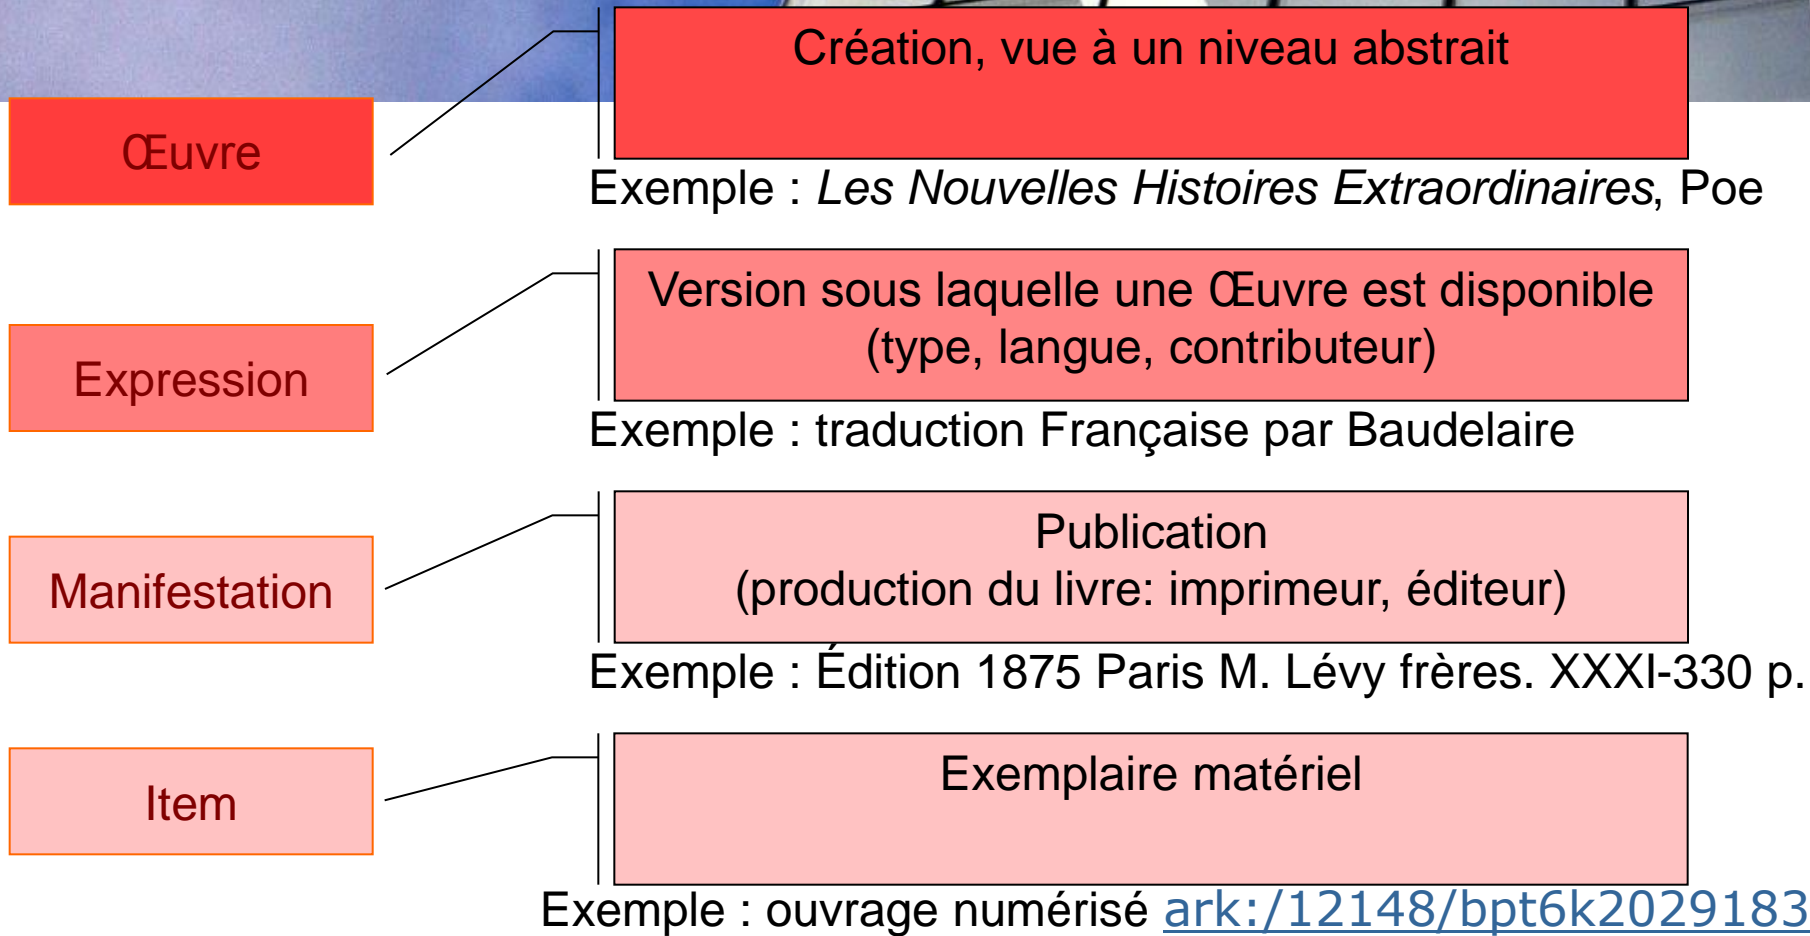 Œuvre
Création, vue à un niveau abstrait
Exemple : Les Nouvelles Histoires Extraordinaires, Poe
Expression
Version sous laquelle une Œuvre est disponible
(type, langue, contributeur)
Exemple : traduction Française par Baudelaire
Manifestation
Publication
(production du livre: imprimeur, éditeur)
Exemple : Édition 1875 Paris M. Lévy frères. XXXI-330 p.
Item
Exemplaire matériel
Exemple : ouvrage numérisé ark:/12148/bpt6k2029183